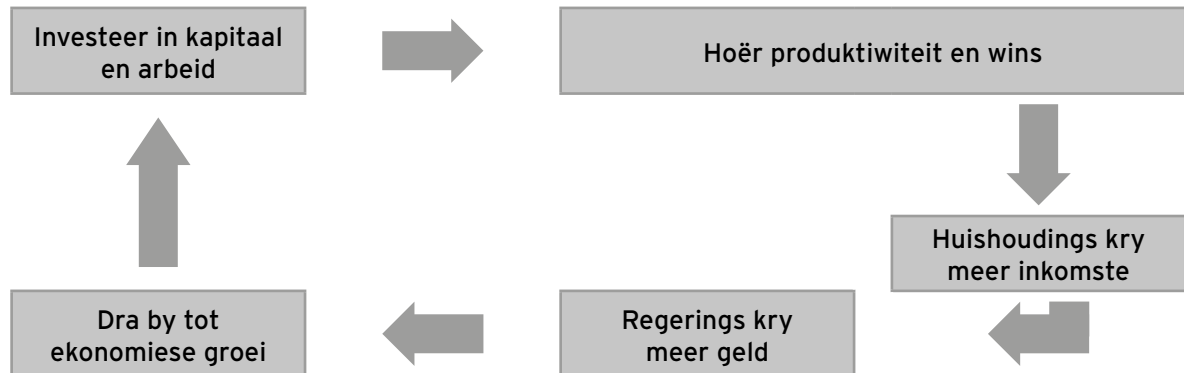 Investeer in kapitaal
en arbeid
Hoër produktiwiteit en wins
Huishoudings kry
meer inkomste
Regerings kry
meer geld
Dra by tot
ekonomiese groei